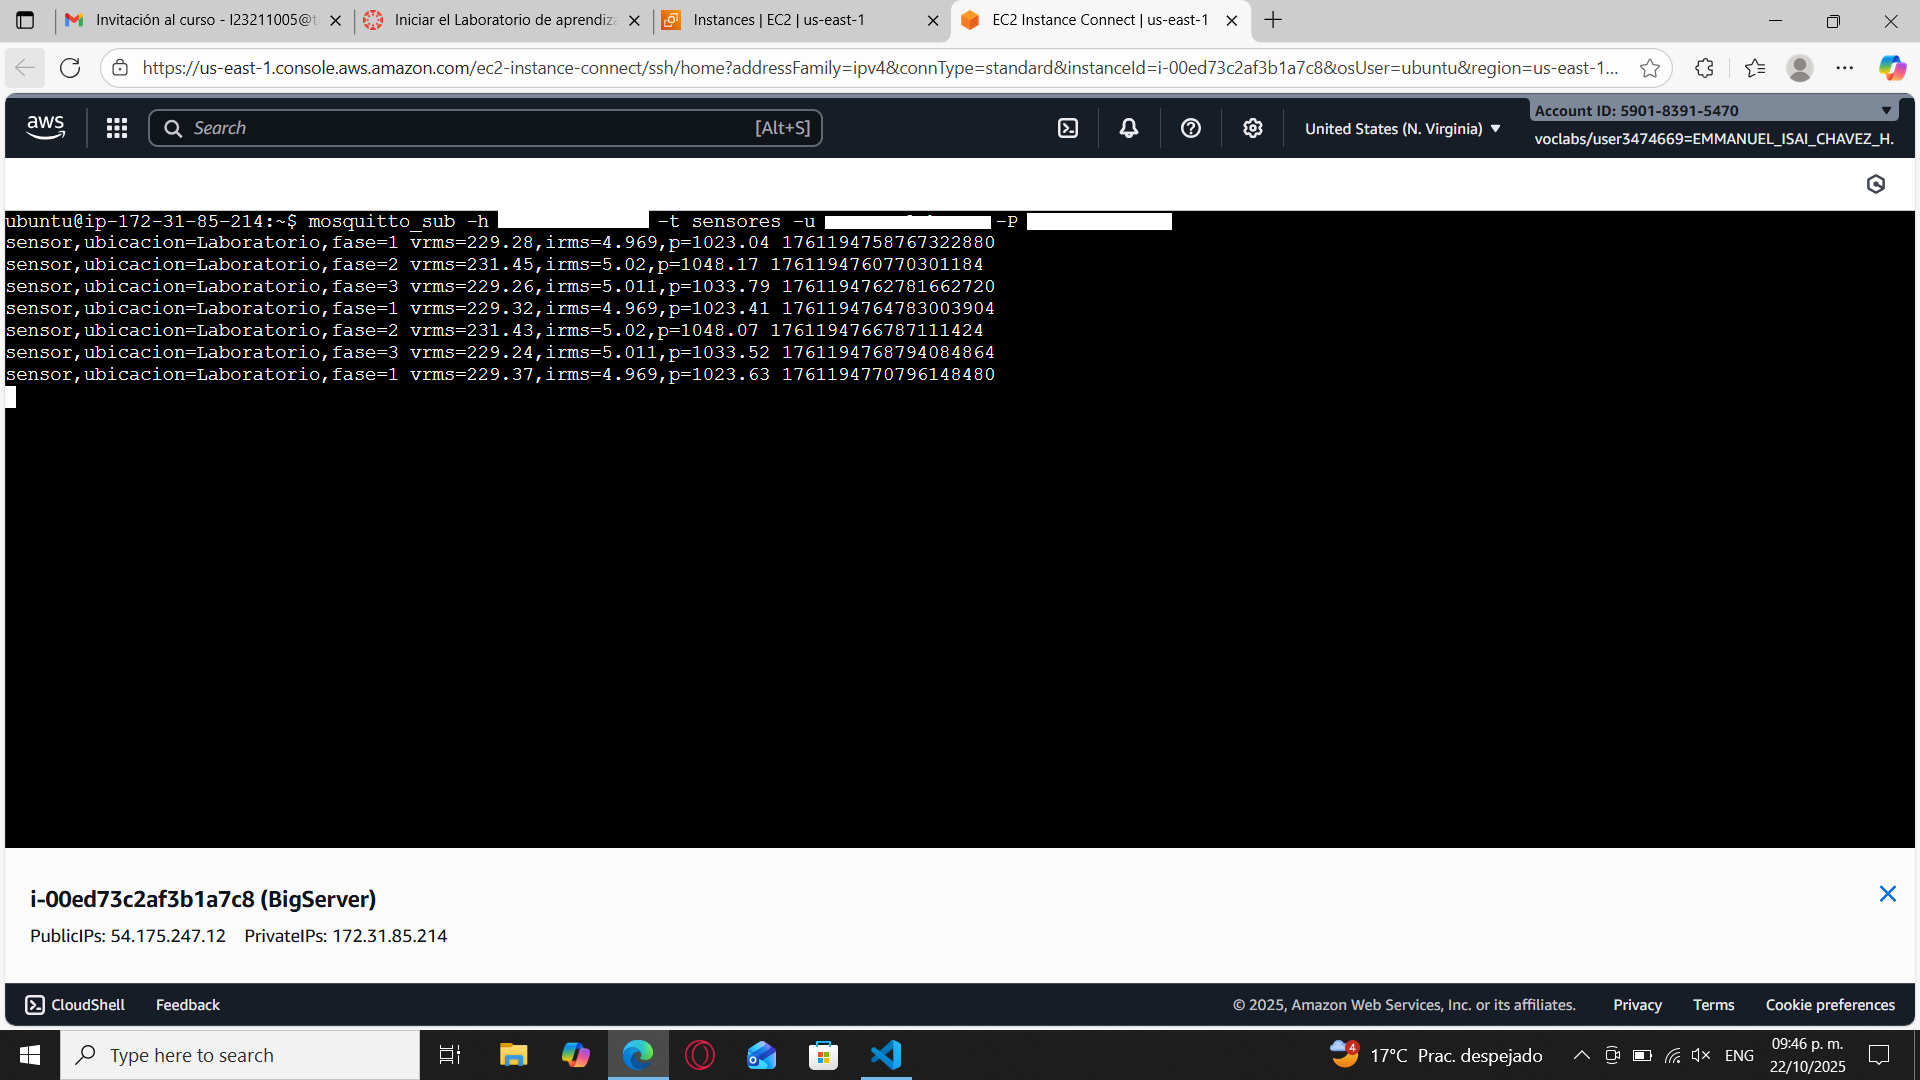 Invitación al curso - l23211005@t
Iniciar el Laboratorio de aprendiza
Instances | EC2 | us-east-1
EC2 Instance Connect | us-east-1
https://us-east-1.console.aws.amazon.com/ec2-instance-connect/ssh/home?addressFamily=ipv4&connType=standard&instanceId=i-00ed73c2af3b1a7c8&osUser=ubuntu&region=us-east-1...
aws
Search
[Alt+S]
United States (N. Virginia)
Account ID: 5901-8391-5470
voclabs/user3474669=EMMANUEL_ISAI_CHAVEZ_H.
ubuntu@ip-172-31-85-214:~$ mosquitto_sub -h -t sensores -u -P
sensor,ubicacion=Laboratorio,fase=1 vrms=229.28,irms=4.969,p=1023.04 1761194758767322880
sensor,ubicacion=Laboratorio,fase=2 vrms=231.45,irms=5.02,p=1048.17 1761194760770301184
sensor,ubicacion=Laboratorio,fase=3 vrms=229.26,irms=5.011,p=1033.79 1761194762781662720
sensor,ubicacion=Laboratorio,fase=1 vrms=229.32,irms=4.969,p=1023.41 1761194764783003904
sensor,ubicacion=Laboratorio,fase=2 vrms=231.43,irms=5.02,p=1048.07 1761194766787111424
sensor,ubicacion=Laboratorio,fase=3 vrms=229.24,irms=5.011,p=1033.52 1761194768794084864
sensor,ubicacion=Laboratorio,fase=1 vrms=229.37,irms=4.969,p=1023.63 1761194770796148480
i-00ed73c2af3b1a7c8 (BigServer)
PublicIPs: 54.175.247.12 PrivateIPs: 172.31.85.214
CloudShell
Feedback
© 2025, Amazon Web Services, Inc. or its affiliates.
Privacy
Terms
Cookie preferences
Type here to search
4
17°C Prac. despejado
ENG
09:46 p. m.
22/10/2025